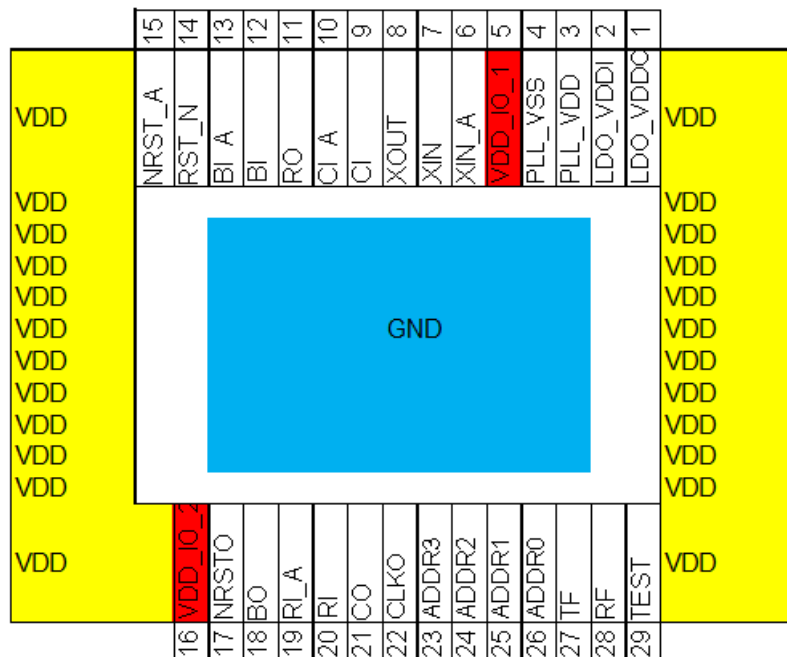 15 14 13 12 11 10 9 8 7 6 5 4 3 2 1
NRST_A RST_N BI_A BI RO CI_A CI XOUT XIN XIN_A VDD_IO_1 PLL_VSS PLL_VDD LDO_VDDI LDO_VDDO
VDD VDD
VDD VDD
VDD VDD
VDD VDD
VDD VDD
VDD GND VDD
VDD VDD
VDD VDD
VDD VDD
VDD VDD
VDD VDD
VDD VDD
VDD_IO_2 NRSTO BO RI_A RI CO CLKO ADDR3 ADDR2 ADDR1 ADDR0 TF RF TEST
16 17 18 19 20 21 22 23 24 25 26 27 28 29